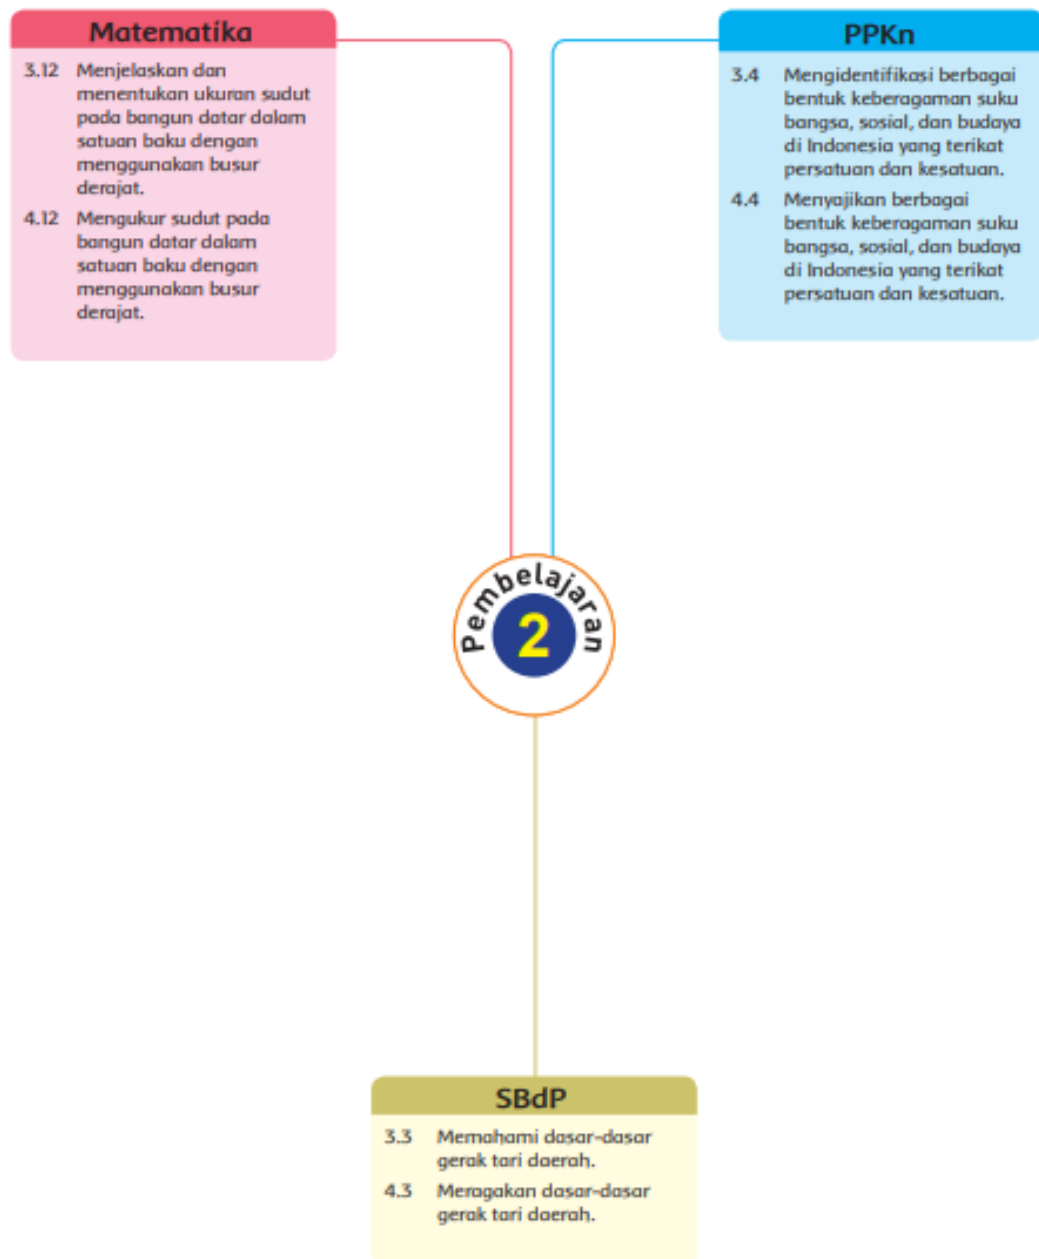 Matematika
3.12 Menjelaskan dan
menentukan ukuran sudut
pada bangun datar dalam
satuan baku dengan
menggunakan busur
derajat.
4.12 Mengukur sudut pada
bangun datar dalam
satuan baku dengan
menggunakan busur
derajat.
PPKn
3.4 Mengidentifikasi berbagai
bentuk keberagaman suku
bangsa, sosial, dan budaya
di Indonesia yang terikat
persatuan dan kesatuan.
4.4 Menyajikan berbagai
bentuk keberagaman suku
bangsa, sosial, dan budaya
di Indonesia yang terikat
persatuan dan kesatuan.
Pembelajaran
2
SBdP
3.3 Memahami dasar-dasar
gerak tari daerah.
4.3 Meragakan dasar-dasar
gerak tari daerah.